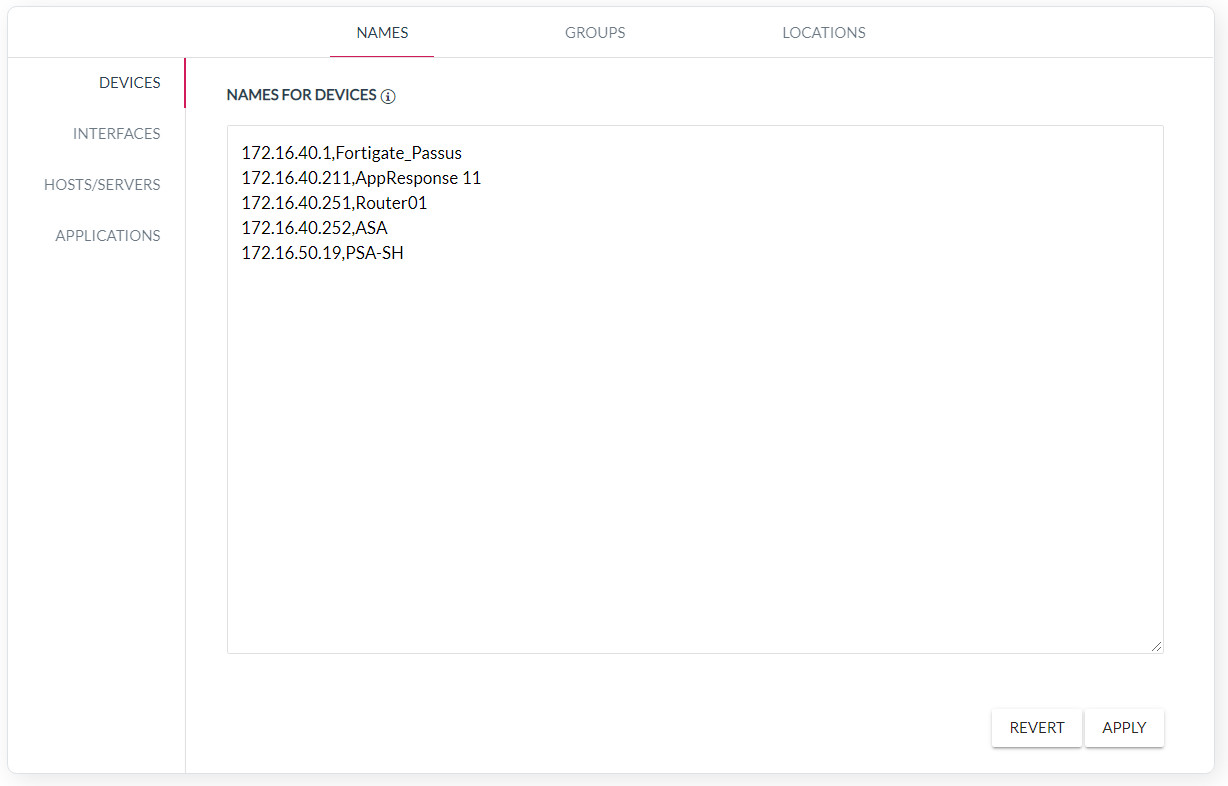 NAMES
GROUPS
LOCATIONS
DEVICES
INTERFACES
HOSTS/SERVERS
APPLICATIONS
NAMES FOR DEVICES
172.16.40.1,Fortigate_Passus
172.16.40.211,AppResponse 11
172.16.40.251,Router01
172.16.40.252,ASA
172.16.50.19,PSA-SH
REVERT
APPLY